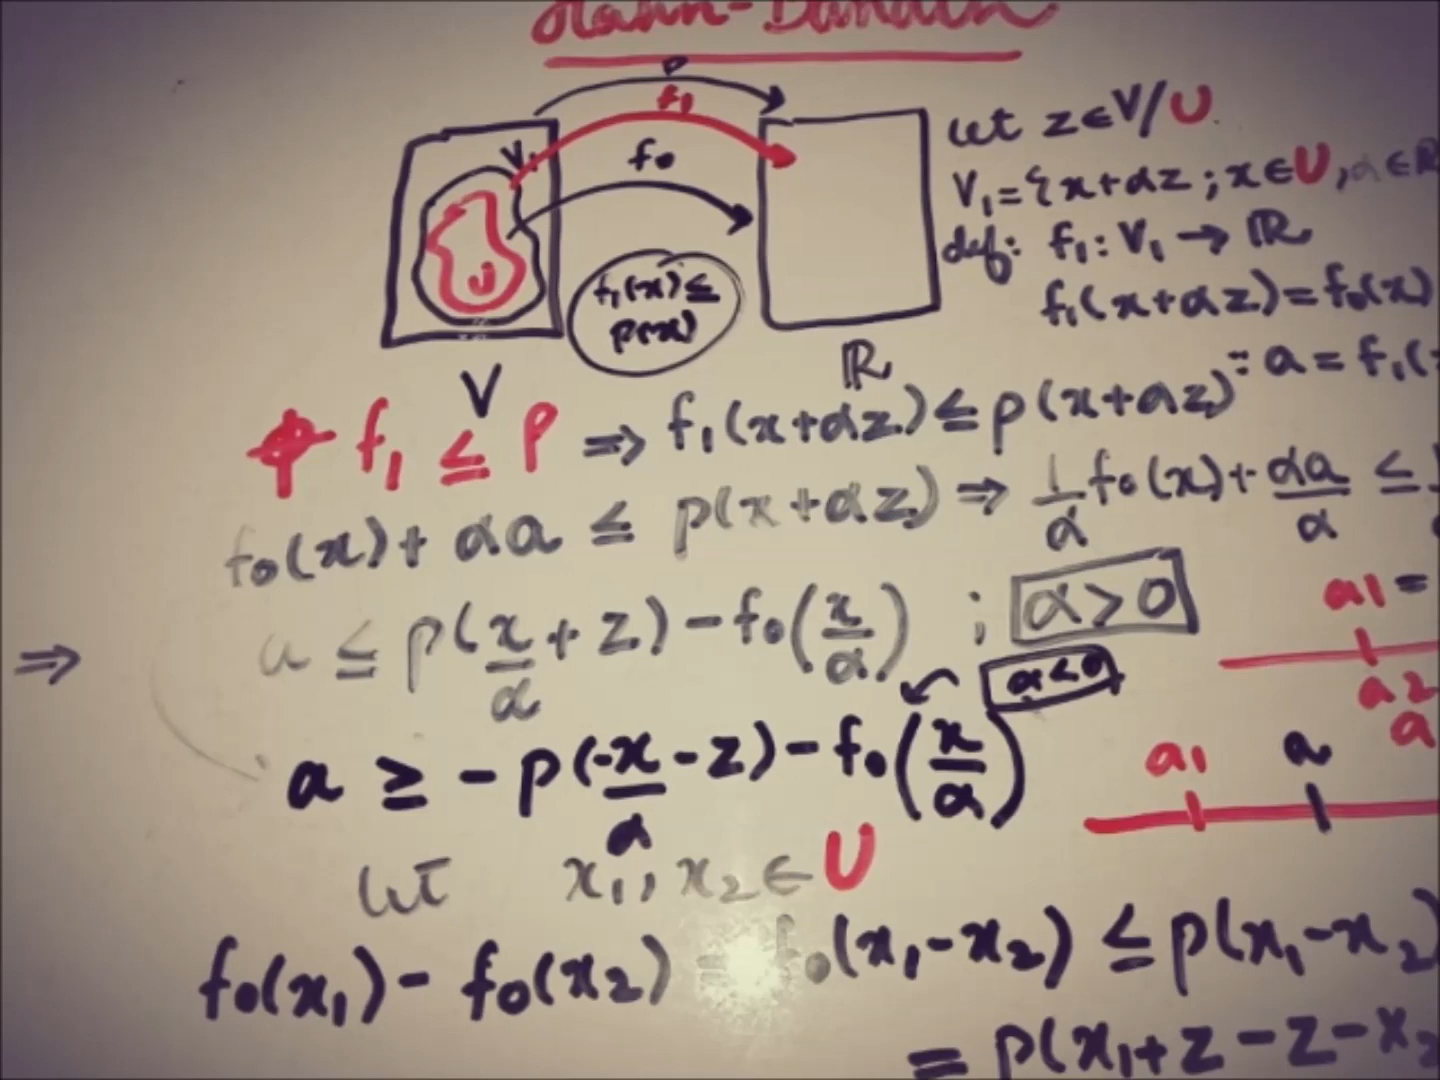 Hahn-Banach
p
f₁
V₁
f₀
U
f₁(x) ≤
p(x)
V
ℝ
Let z∈V/U.
V₁={x+αz ; x∈U, α∈ℝ
def: f₁: V₁ → ℝ
f₁(x+αz)=f₀(x)
f₁ ≤ p ⇒ f₁(x+αz) ≤ p(x+αz) ∵ a = f₁(
f₀(x)+ αa ≤ p(x+αz) ⇒ 1/α f₀(x)+ αa/α ≤
⇒ a ≤ p(x/α + z) - f₀(x/α) ; α>0
α<0
a ≥ -p(-x/α - z) - f₀(x/α)
a1 =
a2
a
a1 a
Let x₁, x₂ ∈ U
f₀(x₁)- f₀(x₂) = f₀(x₁-x₂) ≤ p(x₁-x₂)
= p(x₁+z-z-x₂